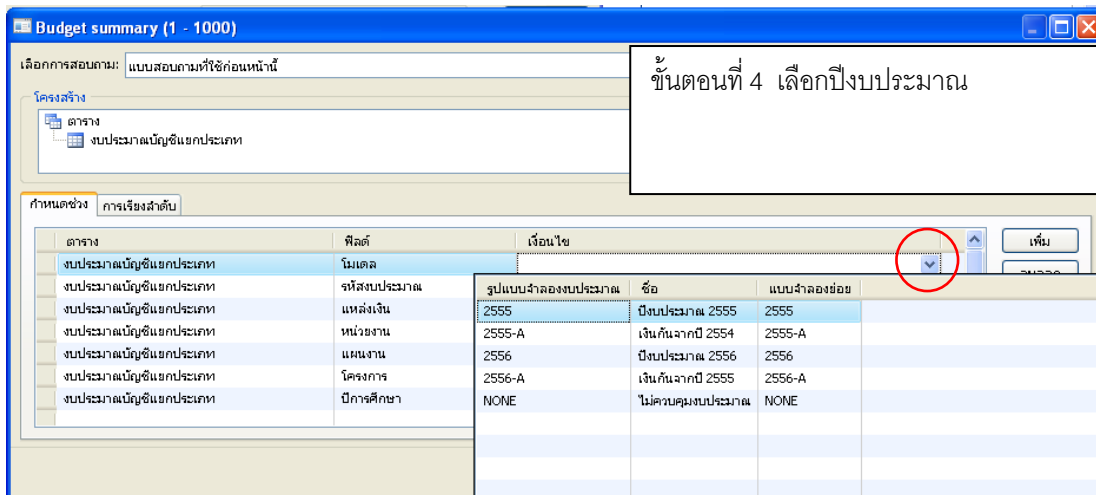 Budget summary (1 - 1000)
เลือกการสอบถาม: แบบสอบถามที่ใช้ก่อนหน้านี้
ขั้นตอนที่ 4 เลือกปีงบประมาณ
โครงสร้าง
ตาราง
งบประมาณบัญชีแยกประเภท
กำหนดช่วง การเรียงลำดับ
ตาราง ฟิลด์ เงื่อนไข เพิ่ม
งบประมาณบัญชีแยกประเภท โมเดล
งบประมาณบัญชีแยกประเภท รหัสงบประมาณ รูปแบบจำลองงบประมาณ ชื่อ แบบจำลองย่อย
งบประมาณบัญชีแยกประเภท แหล่งเงิน 2555 ปีงบประมาณ 2555 2555
งบประมาณบัญชีแยกประเภท หน่วยงาน 2555-A เงินกันจากปี 2554 2555-A
งบประมาณบัญชีแยกประเภท แผนงาน 2556 ปีงบประมาณ 2556 2556
งบประมาณบัญชีแยกประเภท โครงการ 2556-A เงินกันจากปี 2555 2556-A
งบประมาณบัญชีแยกประเภท ปีการศึกษา NONE ไม่ควบคุมงบประมาณ NONE